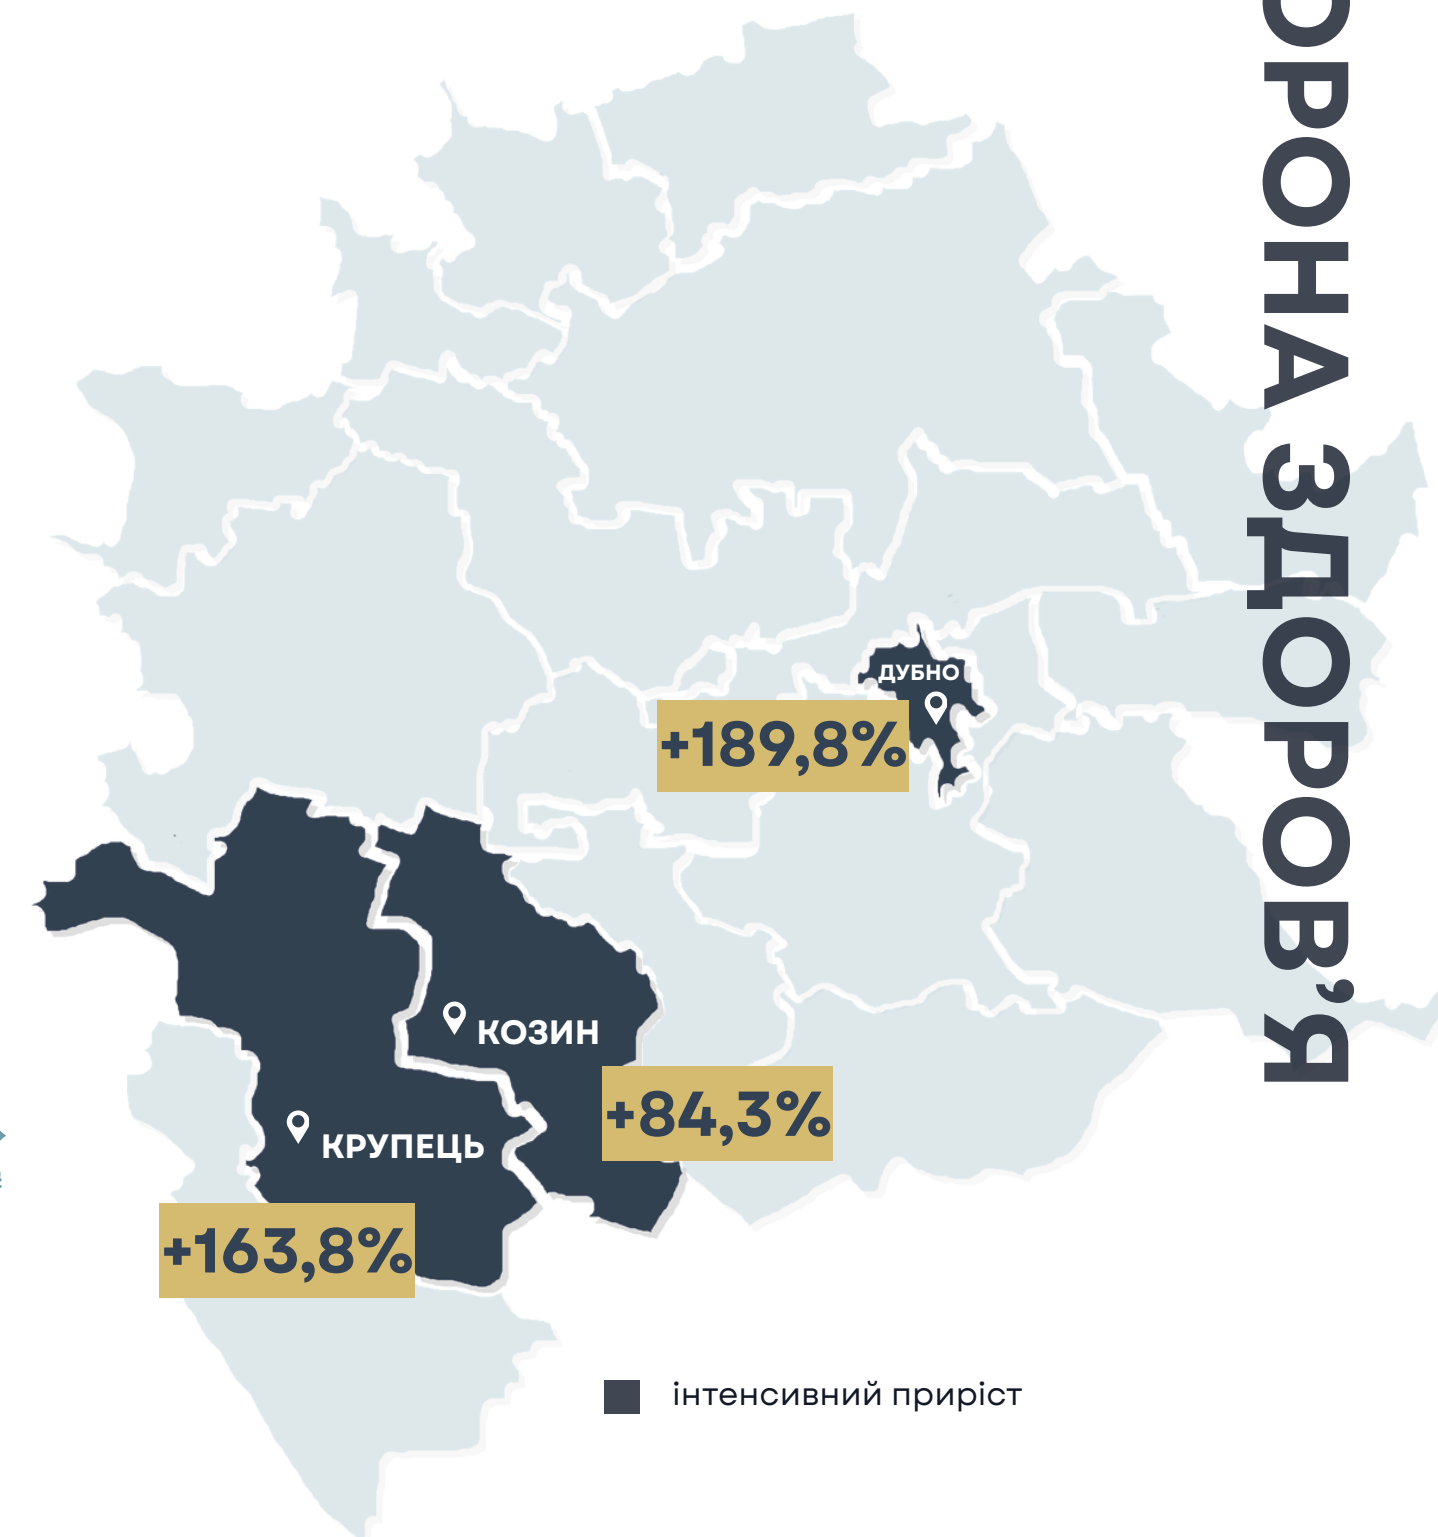 ОРОНА ЗДОРОВ’Я
ДУБНО
+189,8%
КОЗИН
+84,3%
КРУПЕЦЬ
+163,8%
інтенсивний приріст